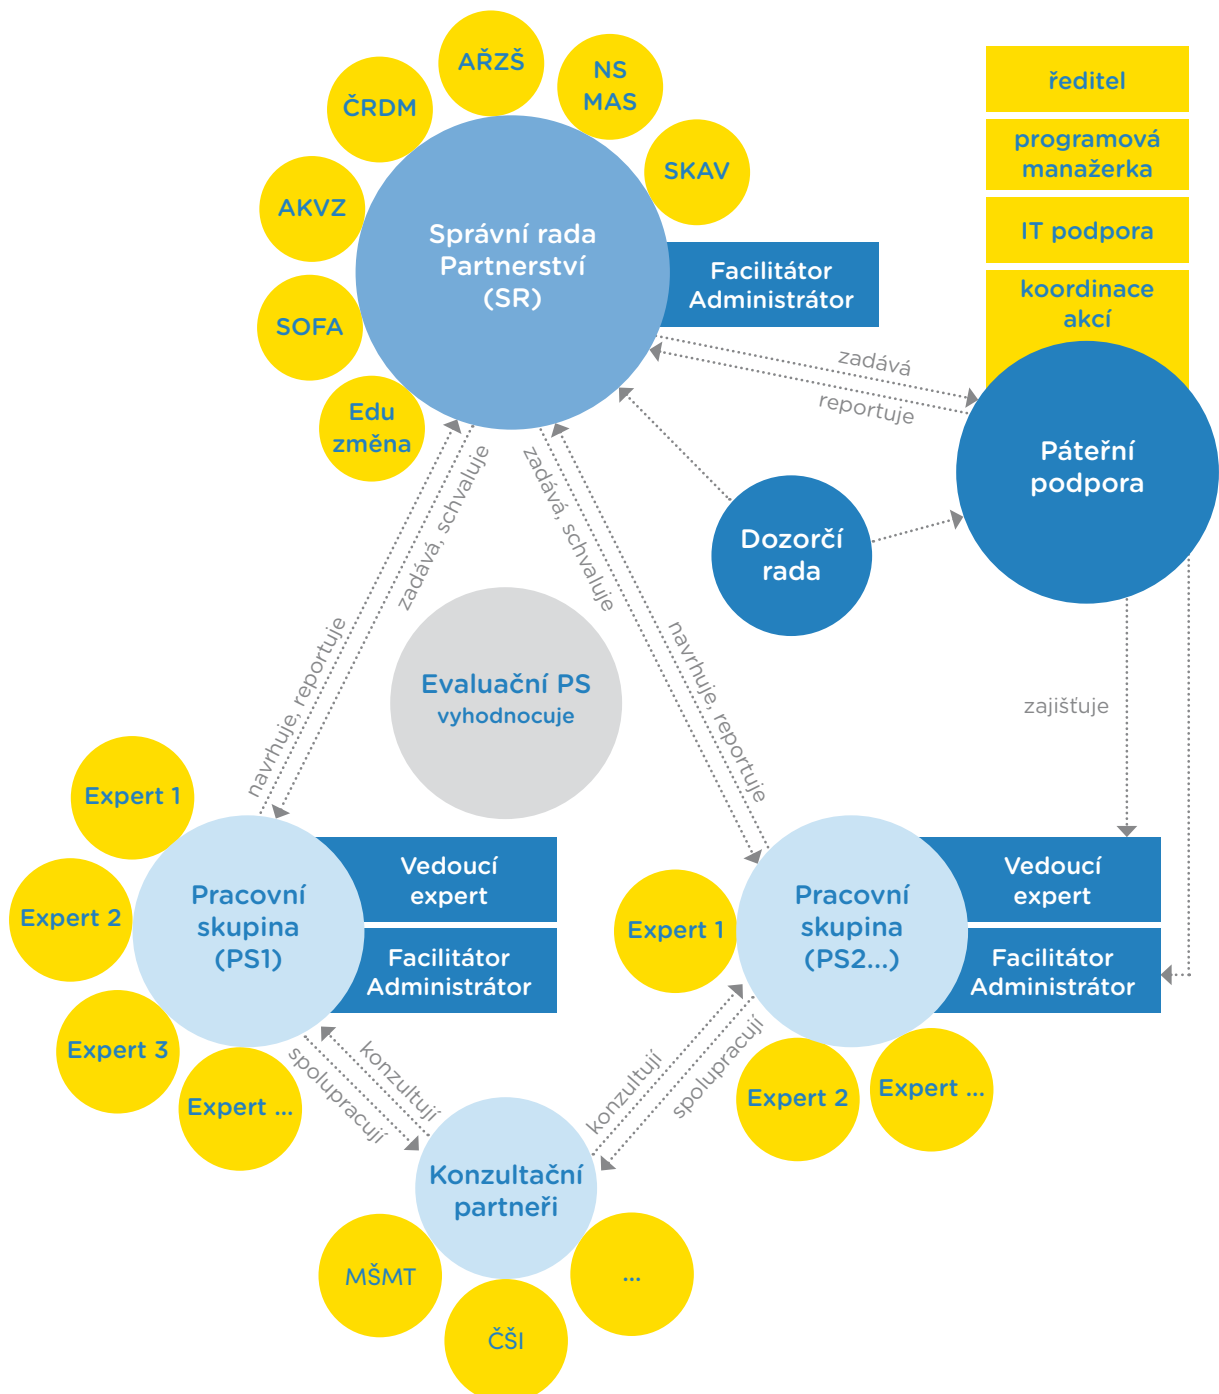 AŘZŠ
NS
MAS
ČRDM
SKAV
AKVZ
SOFA
Edu
změna
Správní rada
Partnerství
(SR)
Facilitátor
Administrátor
ředitel
programová
manažerka
IT podpora
koordinace
akcí
Páteřní
podpora
zadává
reportuje
Dozorčí
rada
zadává, schvaluje
navrhuje, reportuje
zadává, schvaluje
navrhuje, reportuje
Evaluační PS
vyhodnocuje
zajišťuje
Expert 1
Expert 2
Expert 3
Expert ...
Pracovní
skupina
(PS1)
Vedoucí
expert
Facilitátor
Administrátor
Expert 1
Pracovní
skupina
(PS2...)
Vedoucí
expert
Facilitátor
Administrátor
Expert 2
Expert ...
konzultují
spolupracují
konzultují
spolupracují
Konzultační
partneři
MŠMT
ČŠI
...